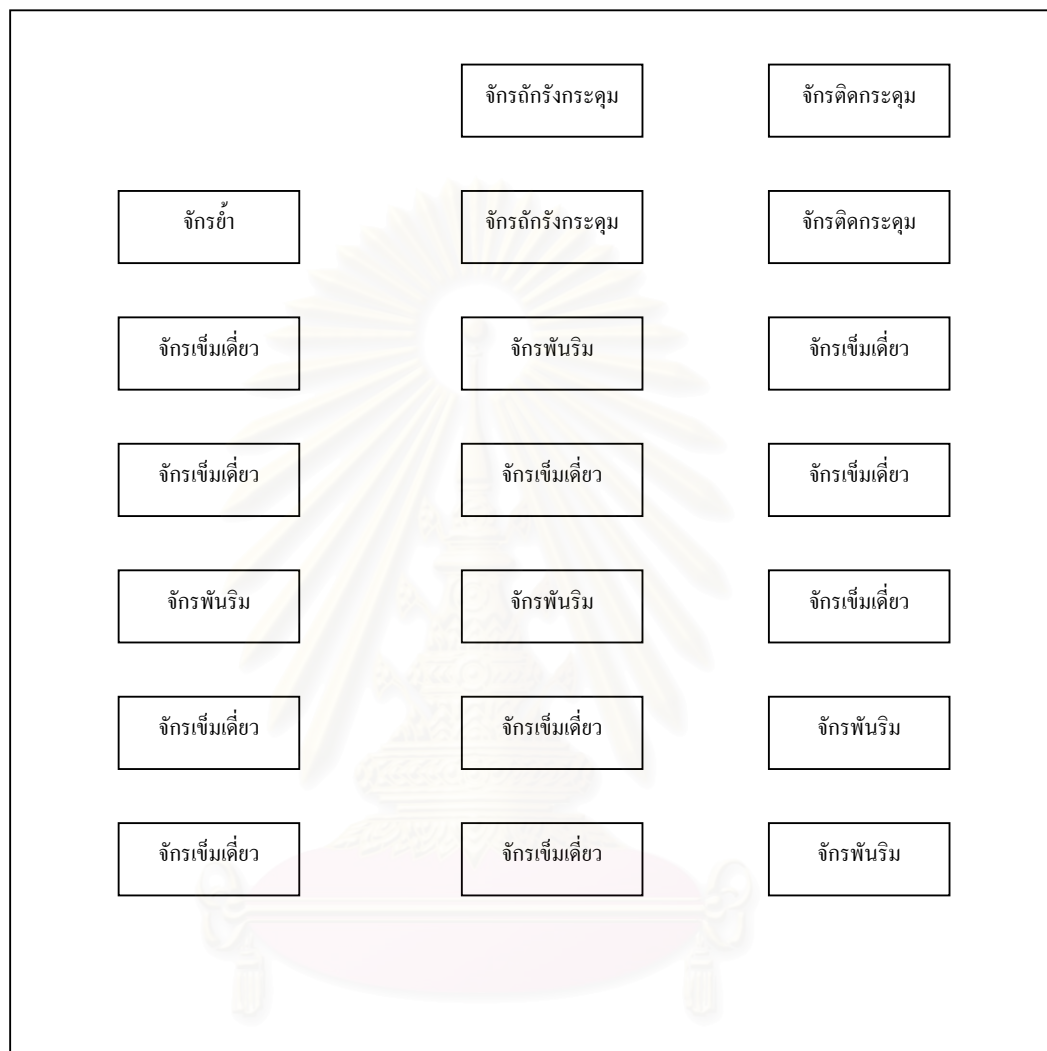 จักรถักรังกระดุม จักรติดกระดุม
จักรย้ำ จักรถักรังกระดุม จักรติดกระดุม
จักรเข็มเดี่ยว จักรพันริม จักรเข็มเดี่ยว
จักรเข็มเดี่ยว จักรเข็มเดี่ยว จักรเข็มเดี่ยว
จักรพันริม จักรพันริม จักรเข็มเดี่ยว
จักรเข็มเดี่ยว จักรเข็มเดี่ยว จักรพันริม
จักรเข็มเดี่ยว จักรเข็มเดี่ยว จักรพันริม